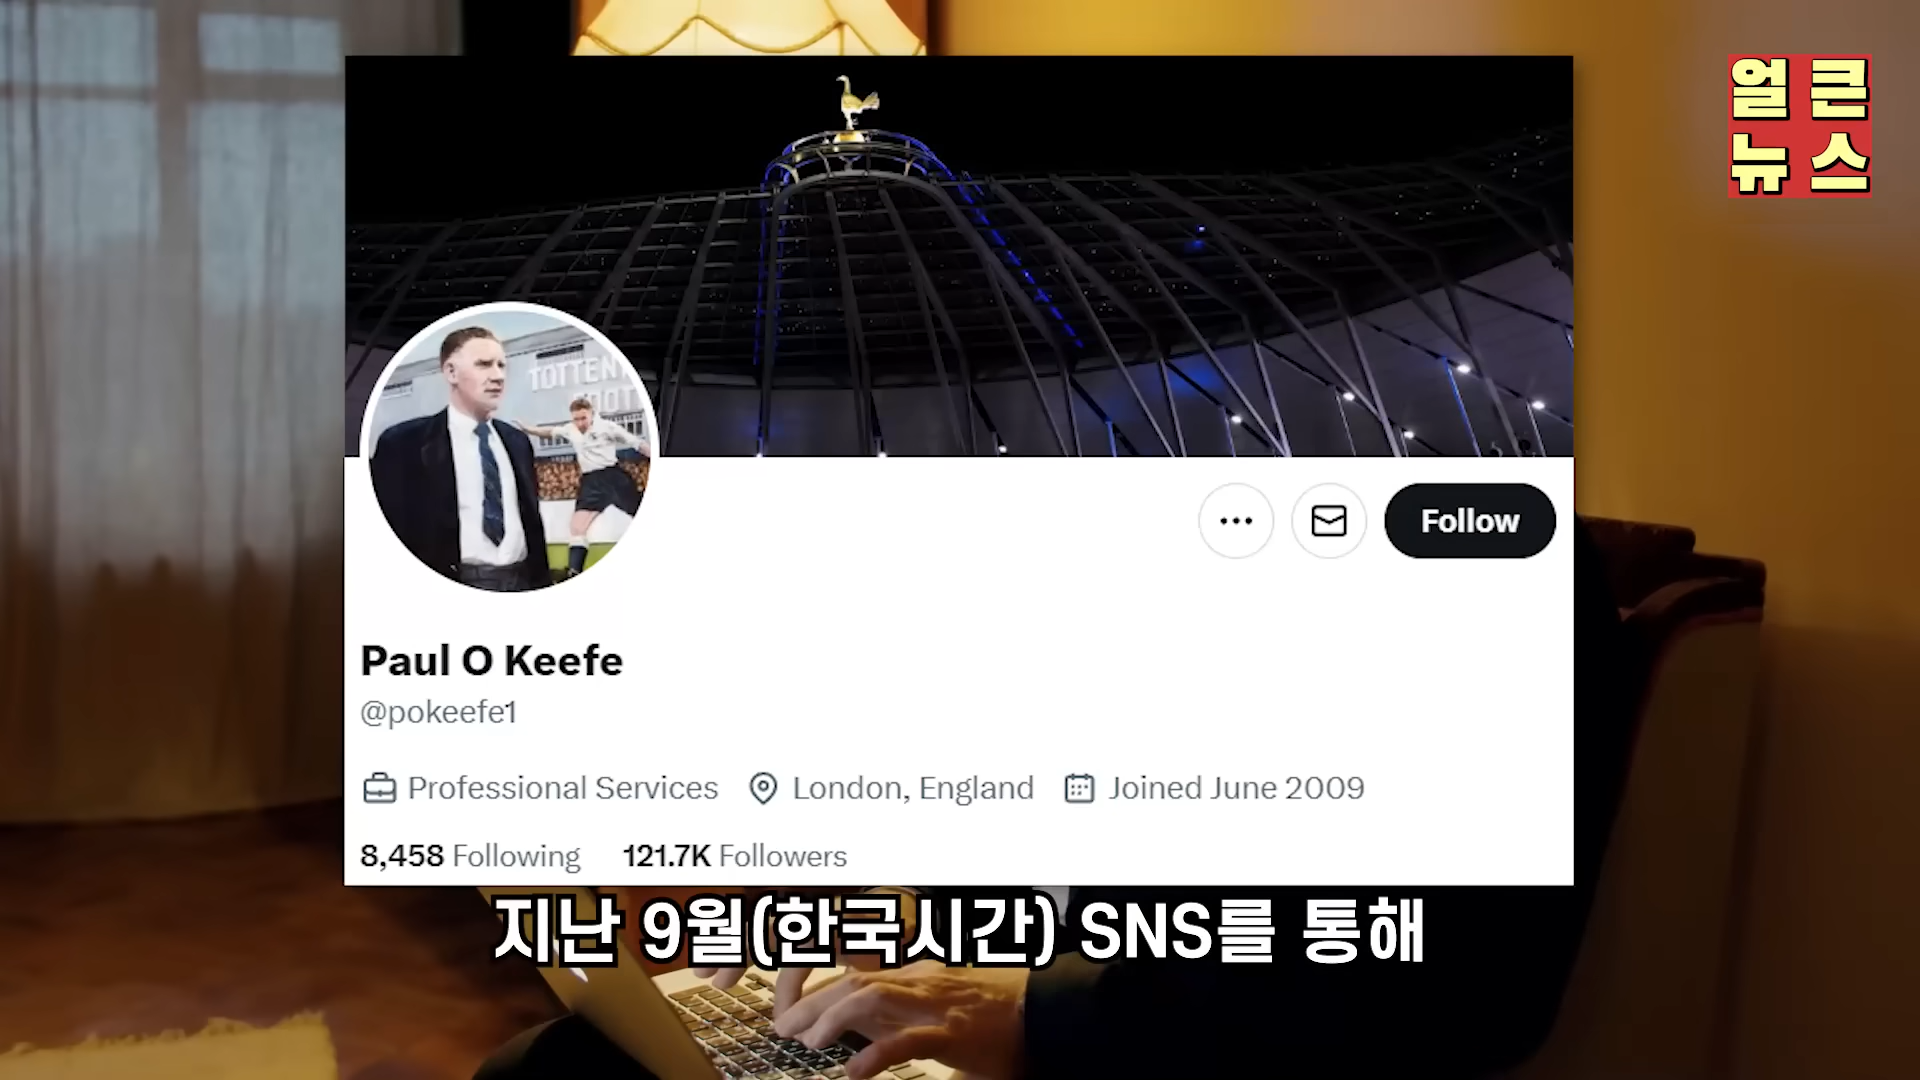 얼큰
뉴스
TOTTEN
Follow
Paul O Keefe
@pokeefe1
Professional Services London, England Joined June 2009
8,458 Following 121.7K Followers
지난 9월(한국시간) SNS를 통해